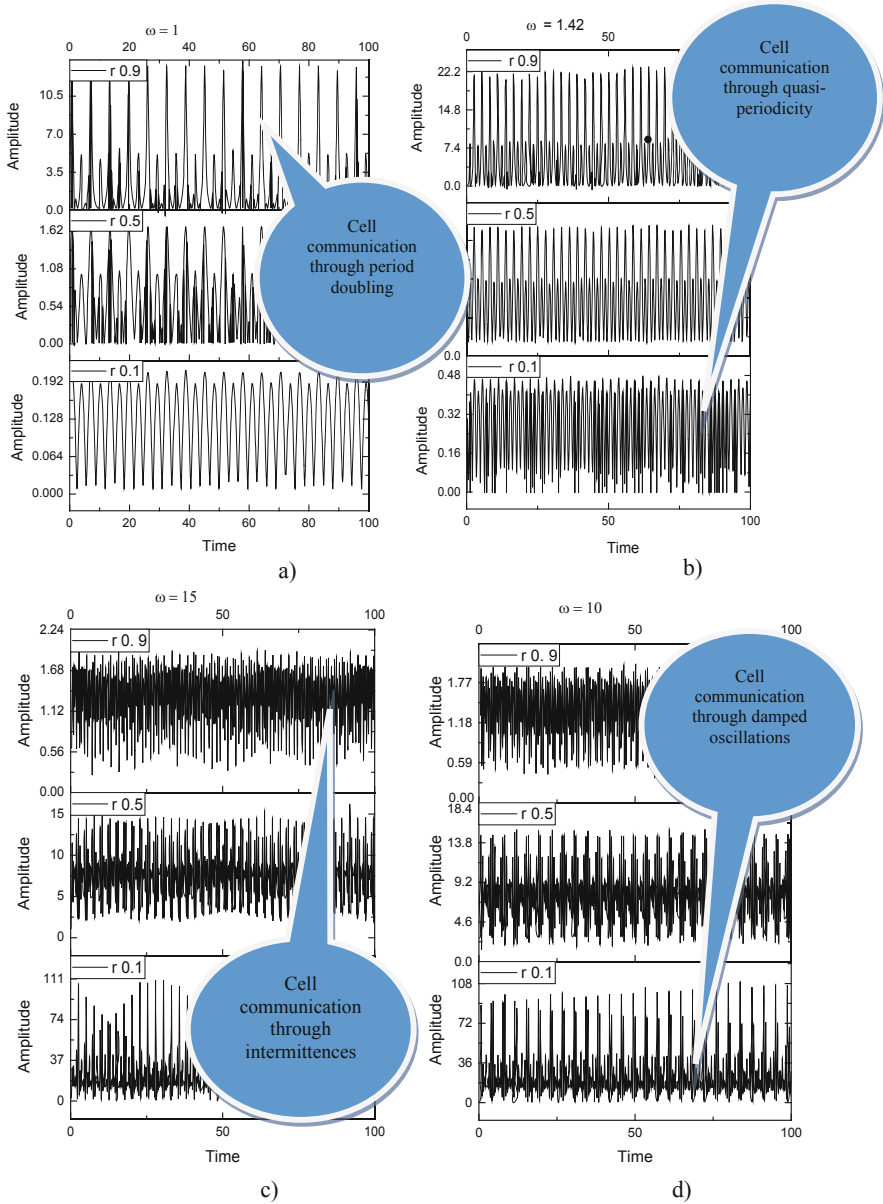 ω = 1
0 20 40 60 80 100
r 0.9
10.5
7.0
3.5
0.0
Amplitude
r 0.5
1.62
1.08
0.54
0.00
Amplitude
r 0.1
0.192
0.128
0.064
0.000
Amplitude
0 20 40 60 80 100
Time
Cell
communication
through period
doubling
a)
ω = 1.42
0 50
r 0.9
22.2
14.8
7.4
0.0
Amplitude
r 0.5
0.0
r 0.1
0.48
0.32
0.16
0.00
Amplitude
0 50 100
Time
Cell
communication
through quasi-
periodicity
b)
ω = 15
0 50 100
r 0. 9
2.24
1.68
1.12
0.56
0.00
Amplitude
r 0.5
15
10
5
0
Amplitude
r 0.1
111
74
37
0
Amplitude
0 50 100
Time
Cell
communication
through
intermittences
c)
ω = 10
0 50 100
r 0. 9
1.77
1.18
0.59
0.00
Amplitude
r 0.5
18.4
13.8
9.2
4.6
0.0
Amplitude
r 0.1
108
72
36
0
Amplitude
0 50 100
Time
Cell
communication
through damped
oscillations
d)